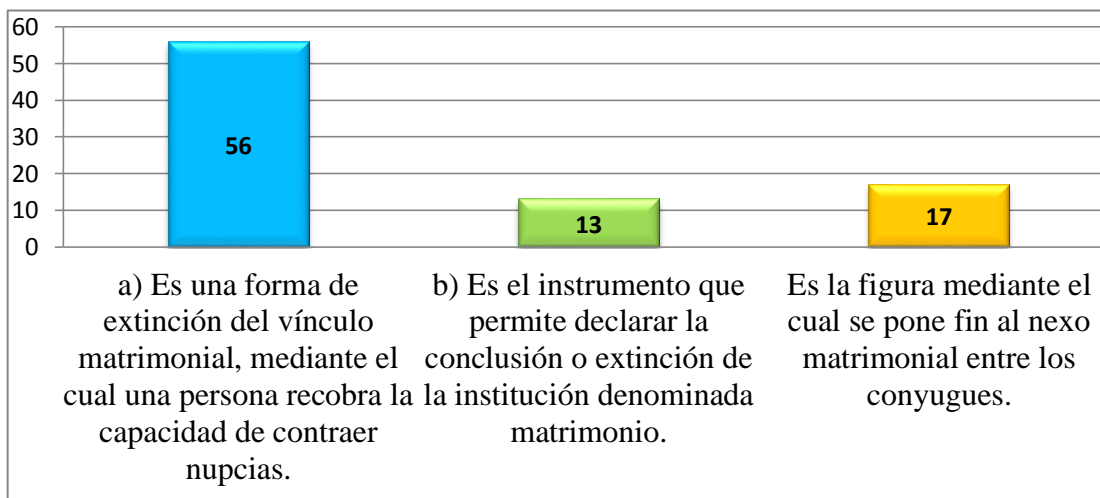 60
50
40
30
20
10
0
56
13
17
a) Es una forma de
extinción del vínculo
matrimonial, mediante el
cual una persona recobra la
capacidad de contraer
nupcias.
b) Es el instrumento que
permite declarar la
conclusión o extinción de
la institución denominada
matrimonio.
Es la figura mediante el
cual se pone fin al nexo
matrimonial entre los
conyugues.